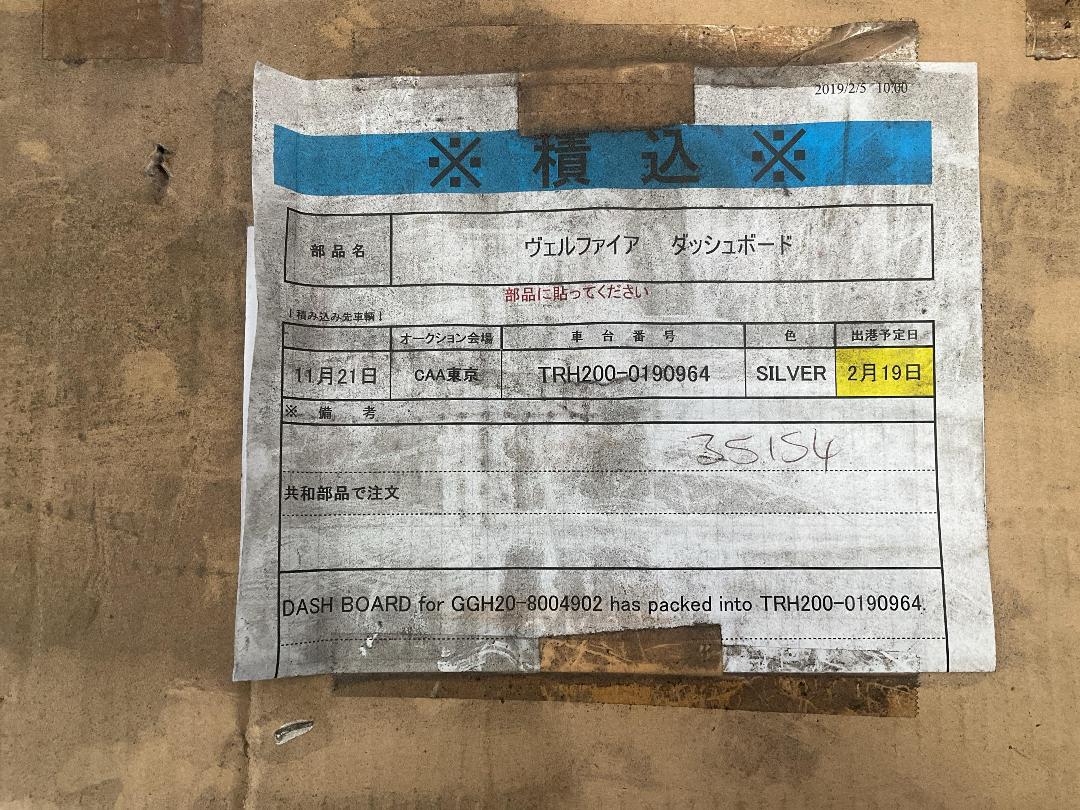 2019/2/5 10:00
※ 積 込 ※
部品名 ヴェルファイア ダッシュボード
部品に貼ってください
[積み込み先車輌]
オークション会場 車台番号 色 出港予定日
11月21日 CAA東京 TRH200-0190964 SILVER 2月19日
※ 備 考
35154
共和部品で注文
DASH BOARD for GGH20-8004902 has packed into TRH200-0190964.